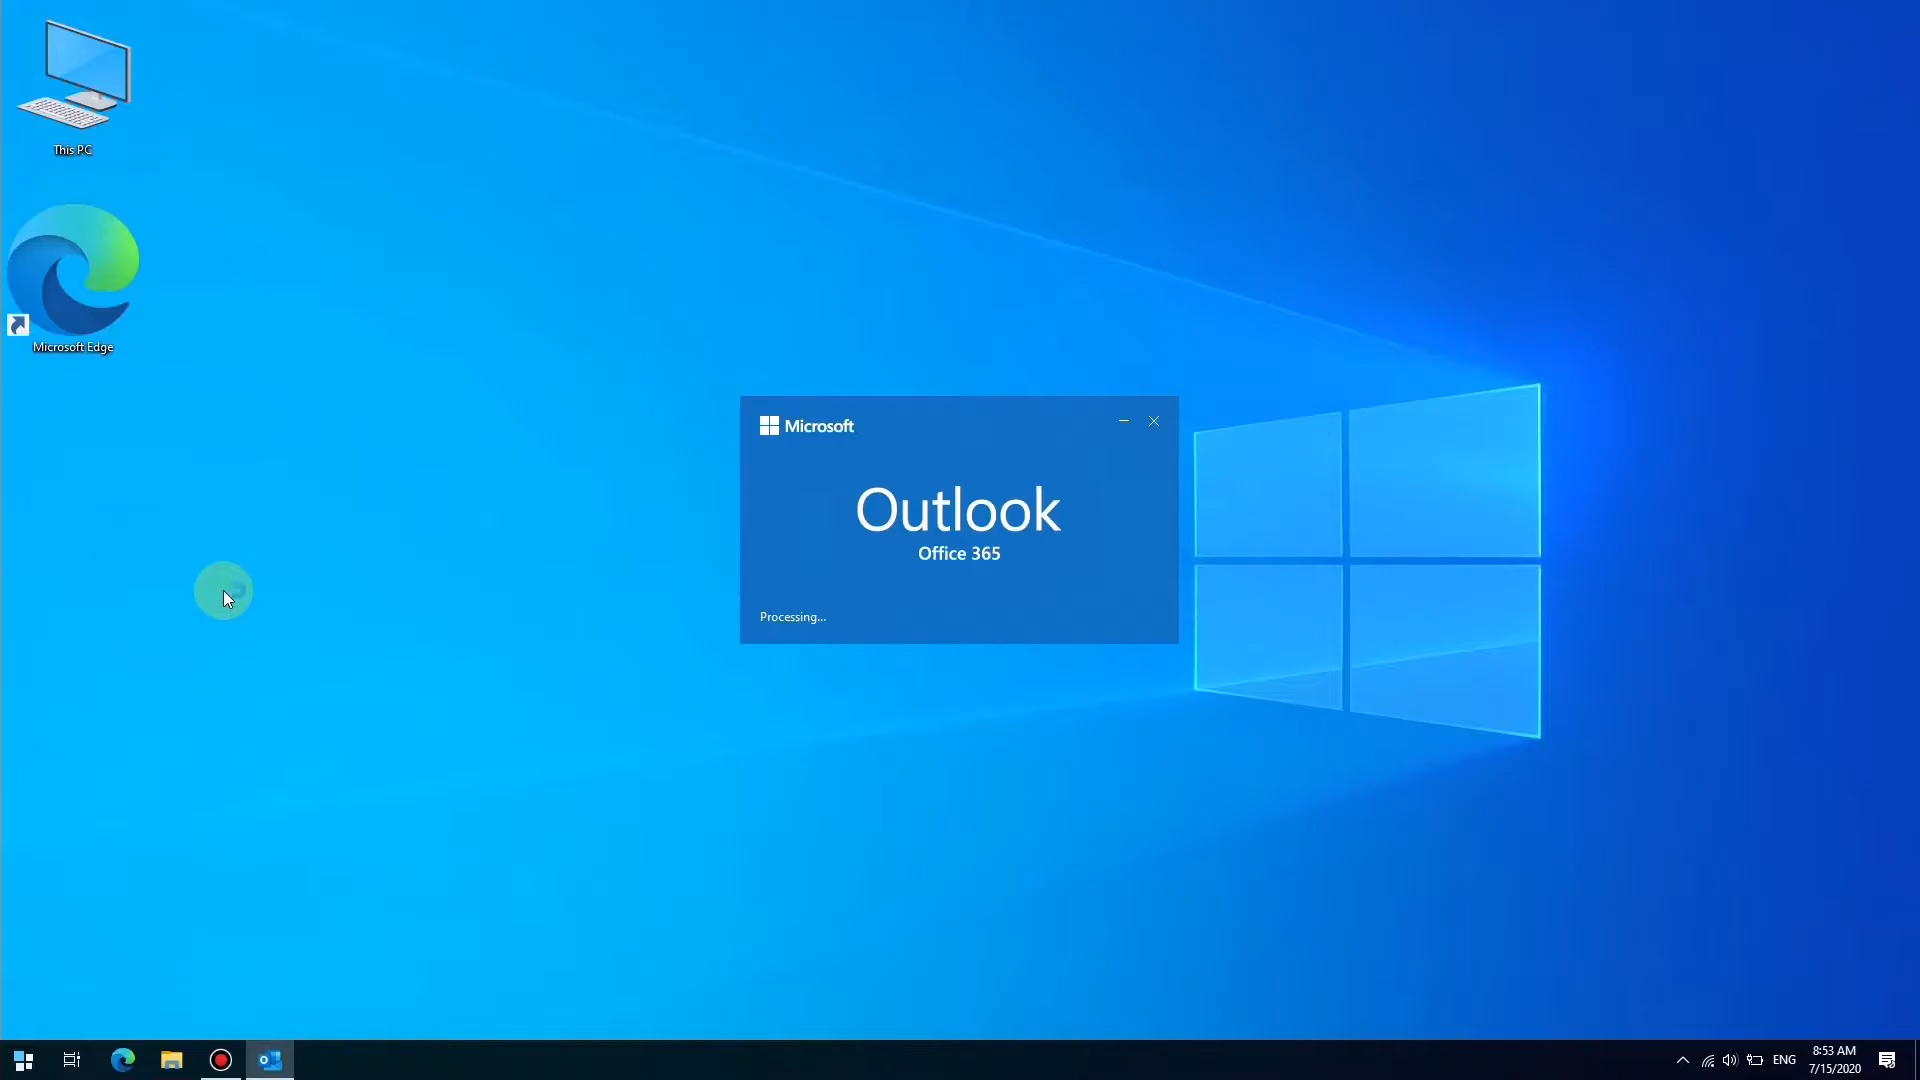 This PC
Microsoft Edge
Microsoft
Outlook
Office 365
Processing...
ENG
8:53 AM
7/15/2020